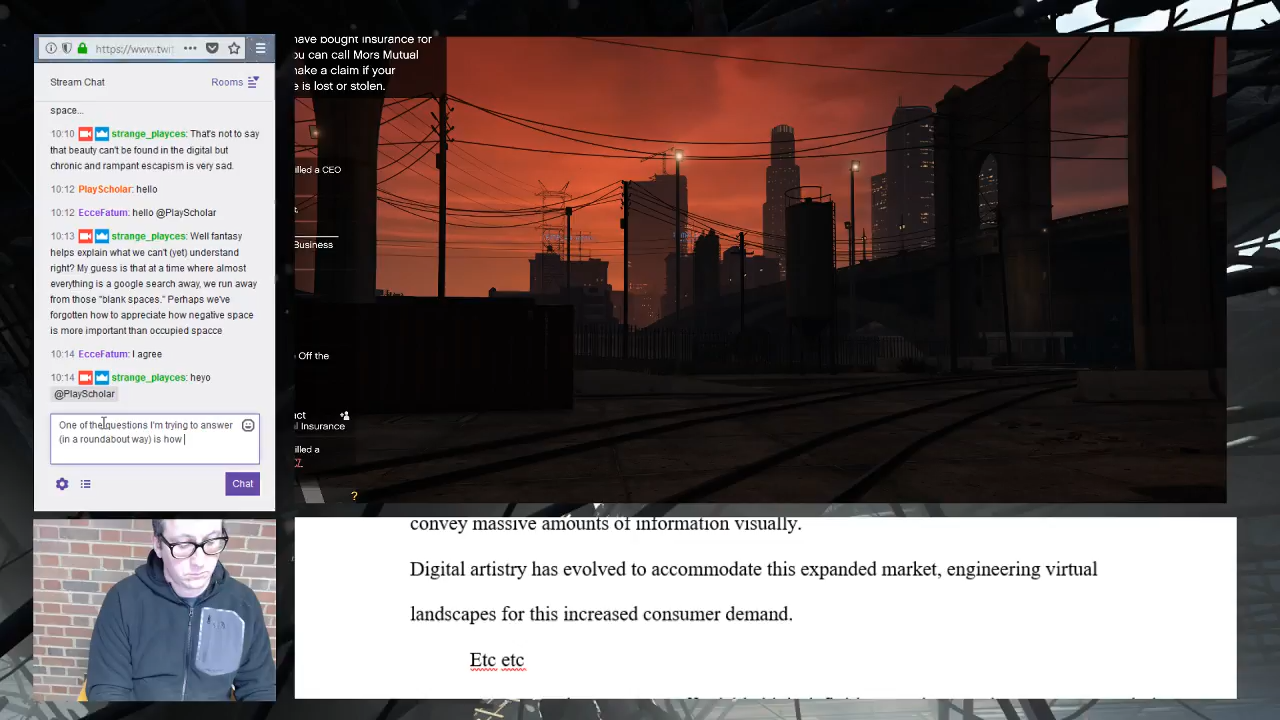 https://www.twi
Stream Chat
Rooms
space...
10:10 strange_playces: That's not to say
that beauty can't be found in the digital but
chronic and rampant escapism is very sad.
10:12 PlayScholar: hello
10:12 EcceFatum: hello @PlayScholar
10:13 strange_playces: Well fantasy
helps explain what we can't (yet) understand
right? My guess is that at a time where almost
everything is a google search away, we run away
from those "blank spaces." Perhaps we've
forgotten how to appreciate how negative space
is more important than occupied spacce
10:14 EcceFatum: I agree
10:14 strange_playces: heyo
@PlayScholar
One of the questions I'm trying to answer
(in a roundabout way) is how
Chat
have bought insurance for
ou can call Mors Mutual
nake a claim if your
e is lost or stolen.
illed a CEO
Business
Off the
uct
l Insurance
illed a
?
convey massive amounts of information visually.
Digital artistry has evolved to accommodate this expanded market, engineering virtual
landscapes for this increased consumer demand.
Etc etc